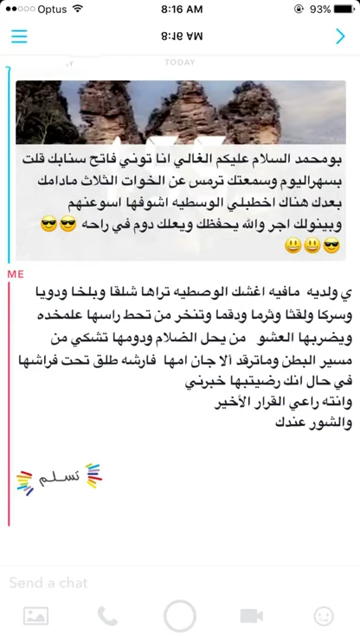 Optus 8:16 AM 93%
8:16 AM
TODAY
بومحمد السلام عليكم الغالي انا توني فاتح سنابك قلت
بسهراليوم وسمعتك ترمس عن الخوات الثلاث مادامك
بعدك هناك اخطبلي الوسطيه اشوفها اسوعنهم
وبينولك اجر والله يحفظك ويعلك دوم في راحه 😎😎
😎😃😃
ME
ي ولديه مافيه اغشك الوصطيه تراها شلقا وبلخا ودويا
وسركا ولقثا وثرما ودقما وتنخر من تحط راسها علمخده
ويضربها العشو من يحل الضلام ودومها تشكي من
مسير البطن وماترقد ألا جان امها فارشه طلق تحت فراشها
في حال انك رضيتبها خبرني
وانته راعي القرار الأخير
والشور عندك
تسلم
Send a chat